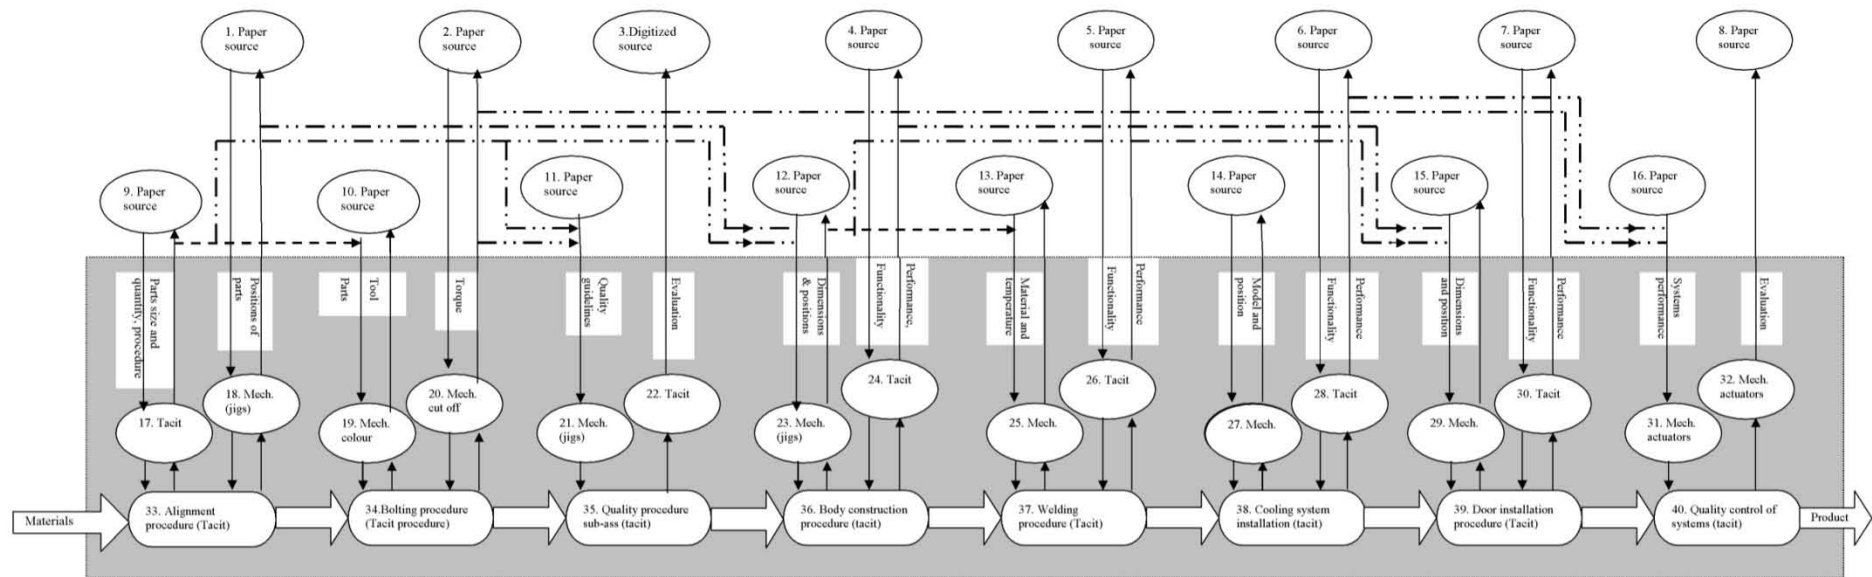 1. Paper
source
2. Paper
source
3.Digitized
source
4. Paper
source
5. Paper
source
6. Paper
source
7. Paper
source
8. Paper
source
9. Paper
source
10. Paper
source
11. Paper
source
12. Paper
source
13. Paper
source
14. Paper
source
15. Paper
source
16. Paper
source
Parts size and
quantity, procedure
Positions of
parts
Tool
Parts
Torque
Quality
guidelines
Evaluation
Dimensions
& positions
Performance,
Functionality
Material and
temperature
Performance
Functionality
Model and
position
Performance
Functionality
Dimensions
and position
Performance
Functionality
Systems
performance
Evaluation
17. Tacit
18. Mech.
(jigs)
19. Mech.
colour
20. Mech.
cut off
21. Mech.
(jigs)
22. Tacit
23. Mech.
(jigs)
24. Tacit
25. Mech.
26. Tacit
27. Mech.
28. Tacit
29. Mech.
30. Tacit
31. Mech.
actuators
32. Mech.
actuators
Materials
33. Alignment
procedure (Tacit)
34.Bolting procedure
(Tacit procedure)
35. Quality procedure
sub-ass (tacit)
36. Body construction
procedure (tacit)
37. Welding
procedure (Tacit)
38. Cooling system
installation (tacit)
39. Door installation
procedure (Tacit)
40. Quality control of
systems (tacit)
Product